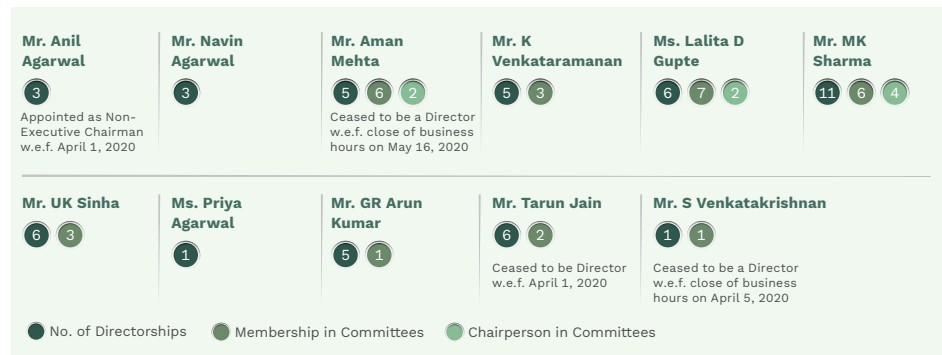 Mr. Anil
Agarwal
3
Appointed as Non-
Executive Chairman
w.e.f. April 1, 2020
Mr. Navin
Agarwal
3
Mr. Aman
Mehta
5 6 2
Ceased to be a Director
w.e.f. close of business
hours on May 16, 2020
Mr. K
Venkataramanan
5 3
Ms. Lalita D
Gupte
6 7 2
Mr. MK
Sharma
11 6 4
Mr. UK Sinha
6 3
Ms. Priya
Agarwal
1
Mr. GR Arun
Kumar
5 1
Mr. Tarun Jain
6 2
Ceased to be Director
w.e.f. April 1, 2020
Mr. S Venkatakrishnan
1 1
Ceased to be a Director
w.e.f. close of business
hours on April 5, 2020
No. of Directorships
Membership in Committees
Chairperson in Committees